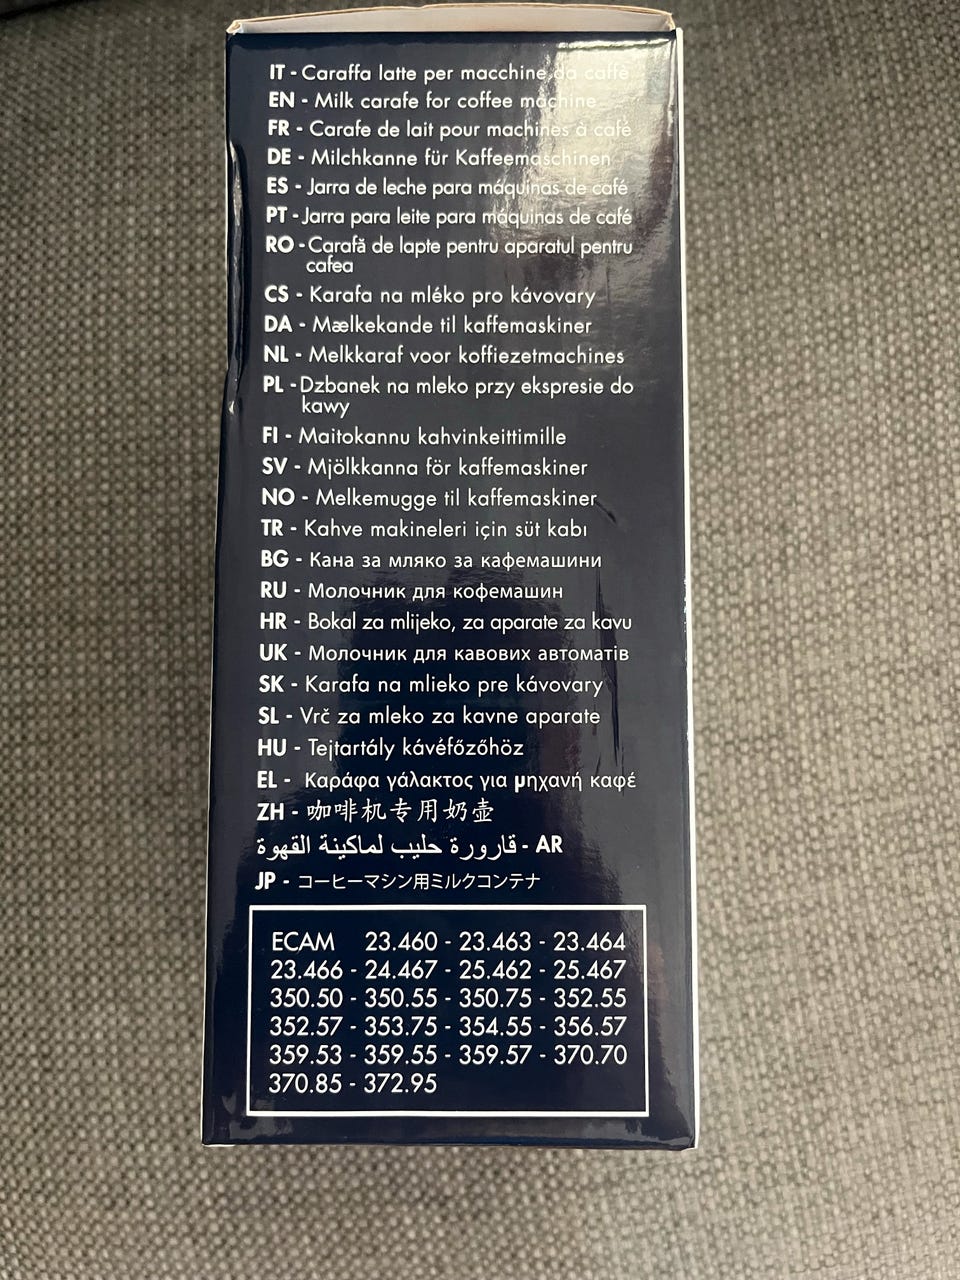 IT - Caraffa latte per macchine da caffè
EN - Milk carafe for coffee machine
FR - Carafe de lait pour machines à café
DE - Milchkanne für Kaffeemaschinen
ES - Jarra de leche para máquinas de café
PT - Jarra para leite para máquinas de café
RO - Carafă de lapte pentru aparatul pentru
cafea
CS - Karafa na mléko pro kávovary
DA - Mælkekande til kaffemaskiner
NL - Melkkaraf voor koffiezetmachines
PL - Dzbanek na mleko przy ekspresie do
kawy
FI - Maitokannu kahvinkeittimille
SV - Mjölkkanna för kaffemaskiner
NO - Melkemugge til kaffemaskiner
TR - Kahve makineleri için süt kabı
BG - Кана за мляко за кафемашини
RU - Молочник для кофемашин
HR - Bokal za mlijeko, za aparate za kavu
UK - Молочник для кавових автоматів
SK - Karafa na mlieko pre kávovary
SL - Vrč za mleko za kavne aparate
HU - Tejtartály kávéfőzőhöz
EL - Καράφα γάλακτος για μηχανή καφέ
ZH - 咖啡机专用奶壶
AR - قارورة حليب لماكينة القهوة
JP - コーヒーマシン用ミルクコンテナ
ECAM 23.460 - 23.463 - 23.464
23.466 - 24.467 - 25.462 - 25.467
350.50 - 350.55 - 350.75 - 352.55
352.57 - 353.75 - 354.55 - 356.57
359.53 - 359.55 - 359.57 - 370.70
370.85 - 372.95